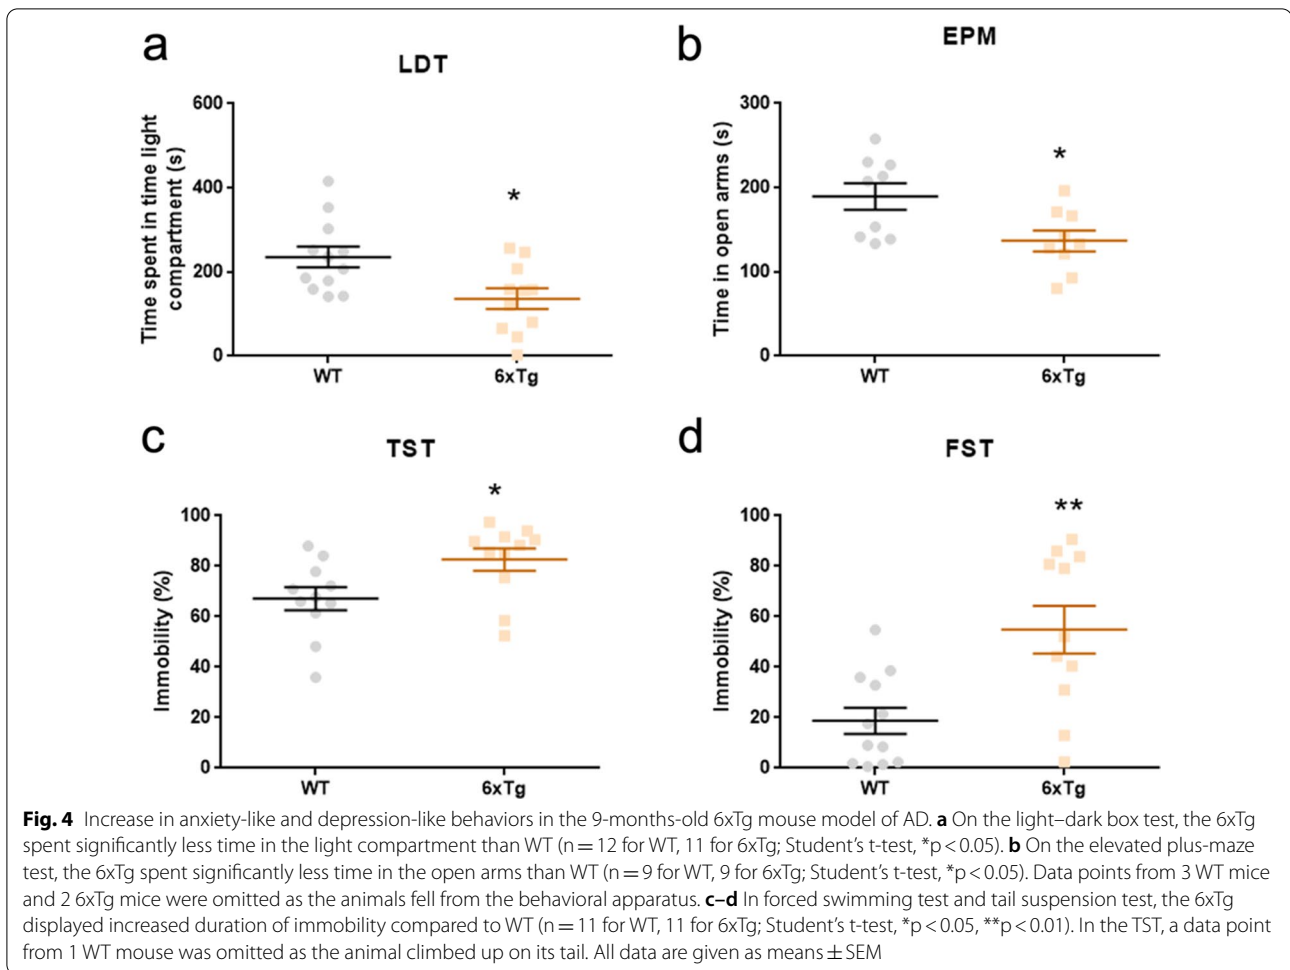 a
LDT
Time spent in time light
compartment (s)
600
400
200
0
*
WT
6xTg
b
EPM
Time in open arms (s)
300
200
100
0
*
WT
6xTg
c
TST
Immobility (%)
100
80
60
40
20
0
*
WT
6xTg
d
FST
Immobility (%)
100
80
60
40
20
0
**
WT
6xTg
Fig. 4 Increase in anxiety-like and depression-like behaviors in the 9-months-old 6xTg mouse model of AD. a On the light–dark box test, the 6xTg
spent significantly less time in the light compartment than WT (n = 12 for WT, 11 for 6xTg; Student’s t-test, *p < 0.05). b On the elevated plus-maze
test, the 6xTg spent significantly less time in the open arms than WT (n = 9 for WT, 9 for 6xTg; Student’s t-test, *p < 0.05). Data points from 3 WT mice
and 2 6xTg mice were omitted as the animals fell from the behavioral apparatus. c–d In forced swimming test and tail suspension test, the 6xTg
displayed increased duration of immobility compared to WT (n = 11 for WT, 11 for 6xTg; Student’s t-test, *p < 0.05, **p < 0.01). In the TST, a data point
from 1 WT mouse was omitted as the animal climbed up on its tail. All data are given as means ± SEM